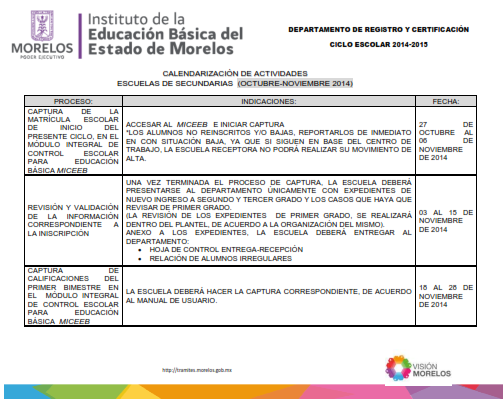 MORELOS
PODER EJECUTIVO
Instituto de la
Educación Básica del
Estado de Morelos
DEPARTAMENTO DE REGISTRO Y CERTIFICACIÓN
CICLO ESCOLAR 2014-2015
CALENDARIZACIÓN DE ACTIVIDADES
ESCUELAS DE SECUNDARIAS (OCTUBRE-NOVIEMBRE 2014)
PROCESO: INDICACIONES: FECHA:
CAPTURA DE LA
MATRÍCULA ESCOLAR
DE INICIO DEL
PRESENTE CICLO, EN EL
MÓDULO INTEGRAL DE
CONTROL ESCOLAR
PARA EDUCACIÓN
BÁSICA MICEEB
ACCESAR AL MICEEB E INICIAR CAPTURA
*LOS ALUMNOS NO REINSCRITOS Y/O BAJAS, REPORTARLOS DE INMEDIATO
EN CON SITUACIÓN BAJA, YA QUE SI SIGUEN EN BASE DEL CENTRO DE
TRABAJO, LA ESCUELA RECEPTORA NO PODRÁ REALIZAR SU MOVIMIENTO DE
ALTA.
27 DE
OCTUBRE AL
06 DE
NOVIEMBRE
DE 2014
REVISIÓN Y VALIDACIÓN
DE LA INFORMACIÓN
CORRESPONDIENTE A
LA INSCRIPCIÓN
UNA VEZ TERMINADA EL PROCESO DE CAPTURA, LA ESCUELA DEBERÁ
PRESENTARSE AL DEPARTAMENTO ÚNICAMENTE CON EXPEDIENTES DE
NUEVO INGRESO A SEGUNDO Y TERCER GRADO Y LOS CASOS QUE HAYA QUE
REVISAR DE PRIMER GRADO.
(LA REVISIÓN DE LOS EXPEDIENTES DE PRIMER GRADO, SE REALIZARÁ
DENTRO DEL PLANTEL, DE ACUERDO A LA ORGANIZACIÓN DEL MISMO).
ANEXO A LOS EXPEDIENTES, LA ESCUELA DEBERÁ ENTREGAR AL
DEPARTAMENTO:
• HOJA DE CONTROL ENTREGA-RECEPCIÓN
• RELACIÓN DE ALUMNOS IRREGULARES
03 AL 15 DE
NOVIEMBRE
DE 2014
CAPTURA DE
CALIFICACIONES DEL
PRIMER BIMESTRE EN
EL MÓDULO INTEGRAL
DE CONTROL ESCOLAR
PARA EDUCACIÓN
BÁSICA MICEEB
LA ESCUELA DEBERÁ HACER LA CAPTURA CORRESPONDIENTE, DE ACUERDO
AL MANUAL DE USUARIO.
18 AL 28 DE
NOVIEMBRE
DE 2014
http://tramites.morelos.gob.mx
VISIÓN
MORELOS